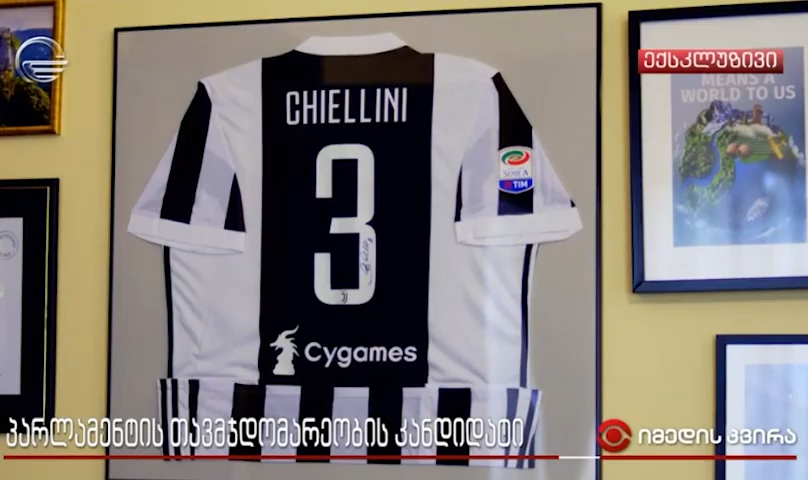 ექსკლუზივი
MEANS A
WORLD TO US
CHIELLINI
3
SERIE A
TIM
Cygames
პარლამენტის თავმჯდომარეობის კანდიდატი
იმედის კვირა